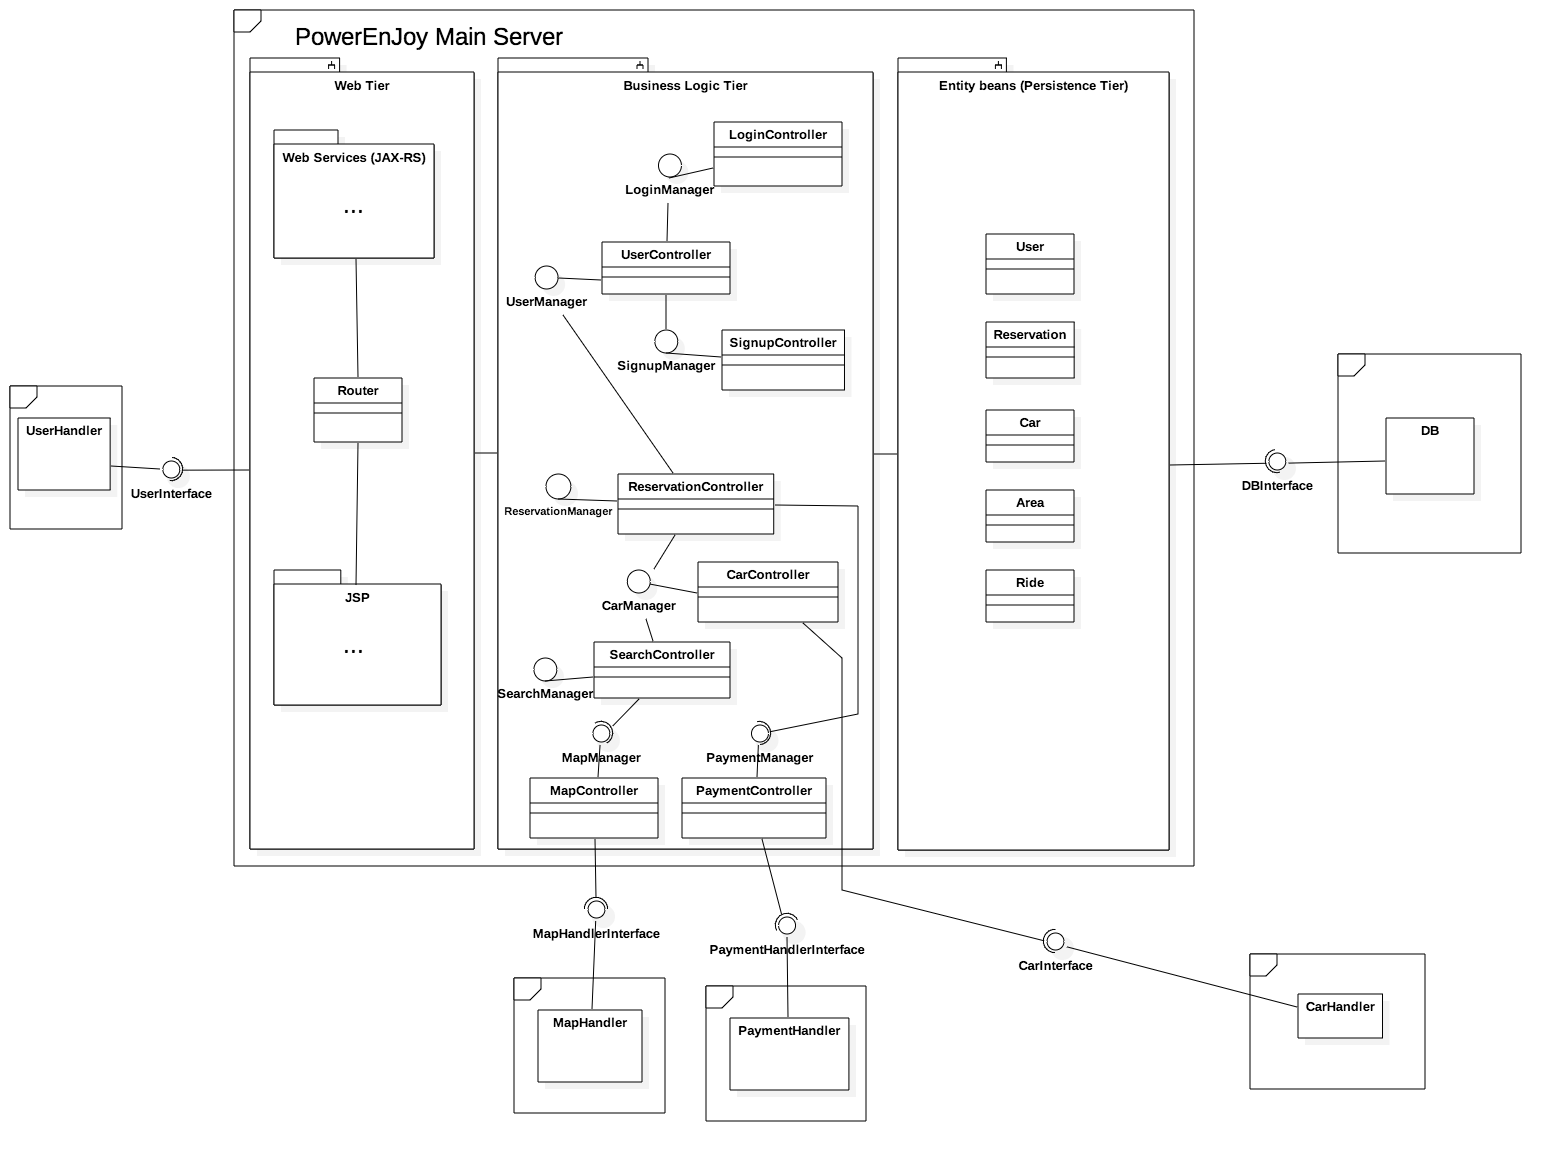 PowerEnJoy Main Server
Web Tier
Business Logic Tier
Entity beans (Persistence Tier)
Web Services (JAX-RS)
...
Router
JSP
...
UserHandler
UserInterface
LoginController
LoginManager
UserController
UserManager
SignupController
SignupManager
ReservationController
ReservationManager
CarController
CarManager
SearchController
SearchManager
MapManager
PaymentManager
MapController
PaymentController
User
Reservation
Car
Area
Ride
DBInterface
DB
MapHandlerInterface
PaymentHandlerInterface
CarInterface
MapHandler
PaymentHandler
CarHandler